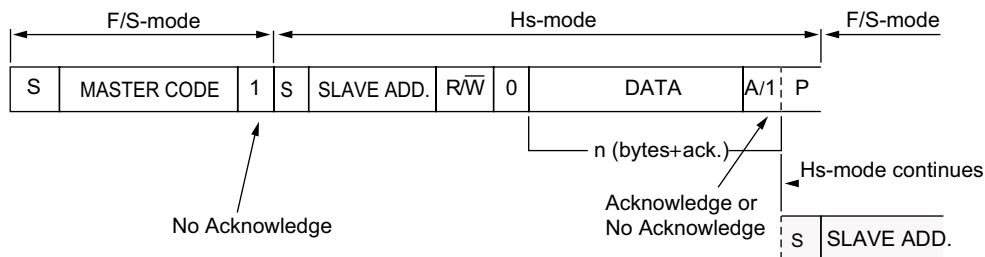 F/S-mode Hs-mode F/S-mode
S MASTER CODE 1 S SLAVE ADD. R/W̅ 0 DATA A/1 P
n (bytes+ack.)
Hs-mode continues
No Acknowledge
Acknowledge or
No Acknowledge
S SLAVE ADD.